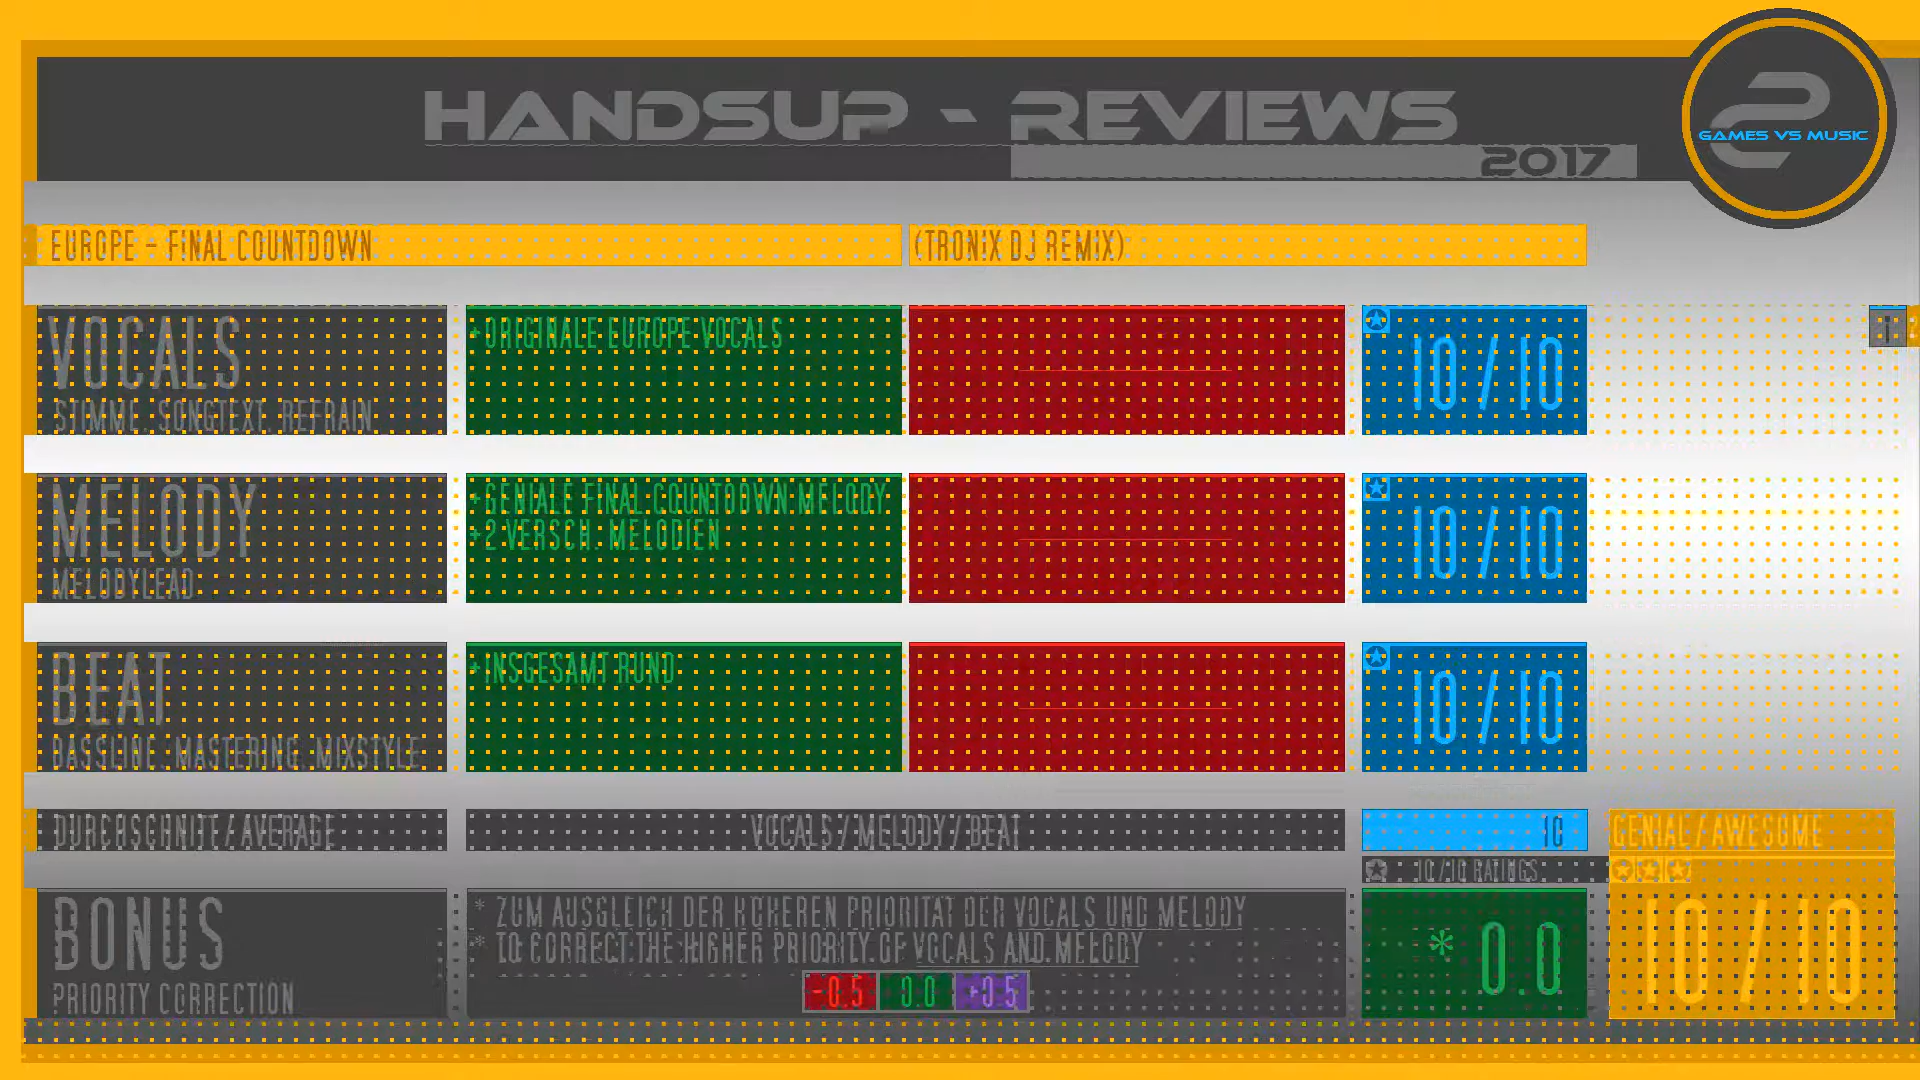 HANDSUP - REVIEWS
2017
GAMES VS MUSIC
EUROPE - FINAL COUNTDOWN
(TRONIX DJ REMIX)
VOCALS
STIMME, SONGTEXT, REFRAIN
+ORIGINALE EUROPE VOCALS
10 / 10
MELODY
MELODYLEAD
+GENIALE FINAL COUNTDOWN MELODY
+2 VERSCH. MELODIEN
10 / 10
BEAT
BASSLINE, MASTERING, MIXSTYLE
+INSGESAMT RUND
10 / 10
DURCHSCHNITT / AVERAGE
VOCALS / MELODY / BEAT
10
GENIAL / AWESOME
10 / 10 RATINGS
BONUS
PRIORITY CORRECTION
* ZUM AUSGLEICH DER HÖHEREN PRIORITÄT DER VOCALS UND MELODY
* TO CORRECT THE HIGHER PRIORITY OF VOCALS AND MELODY
-0.5 0.0 +0.5
* 0.0
10 / 10